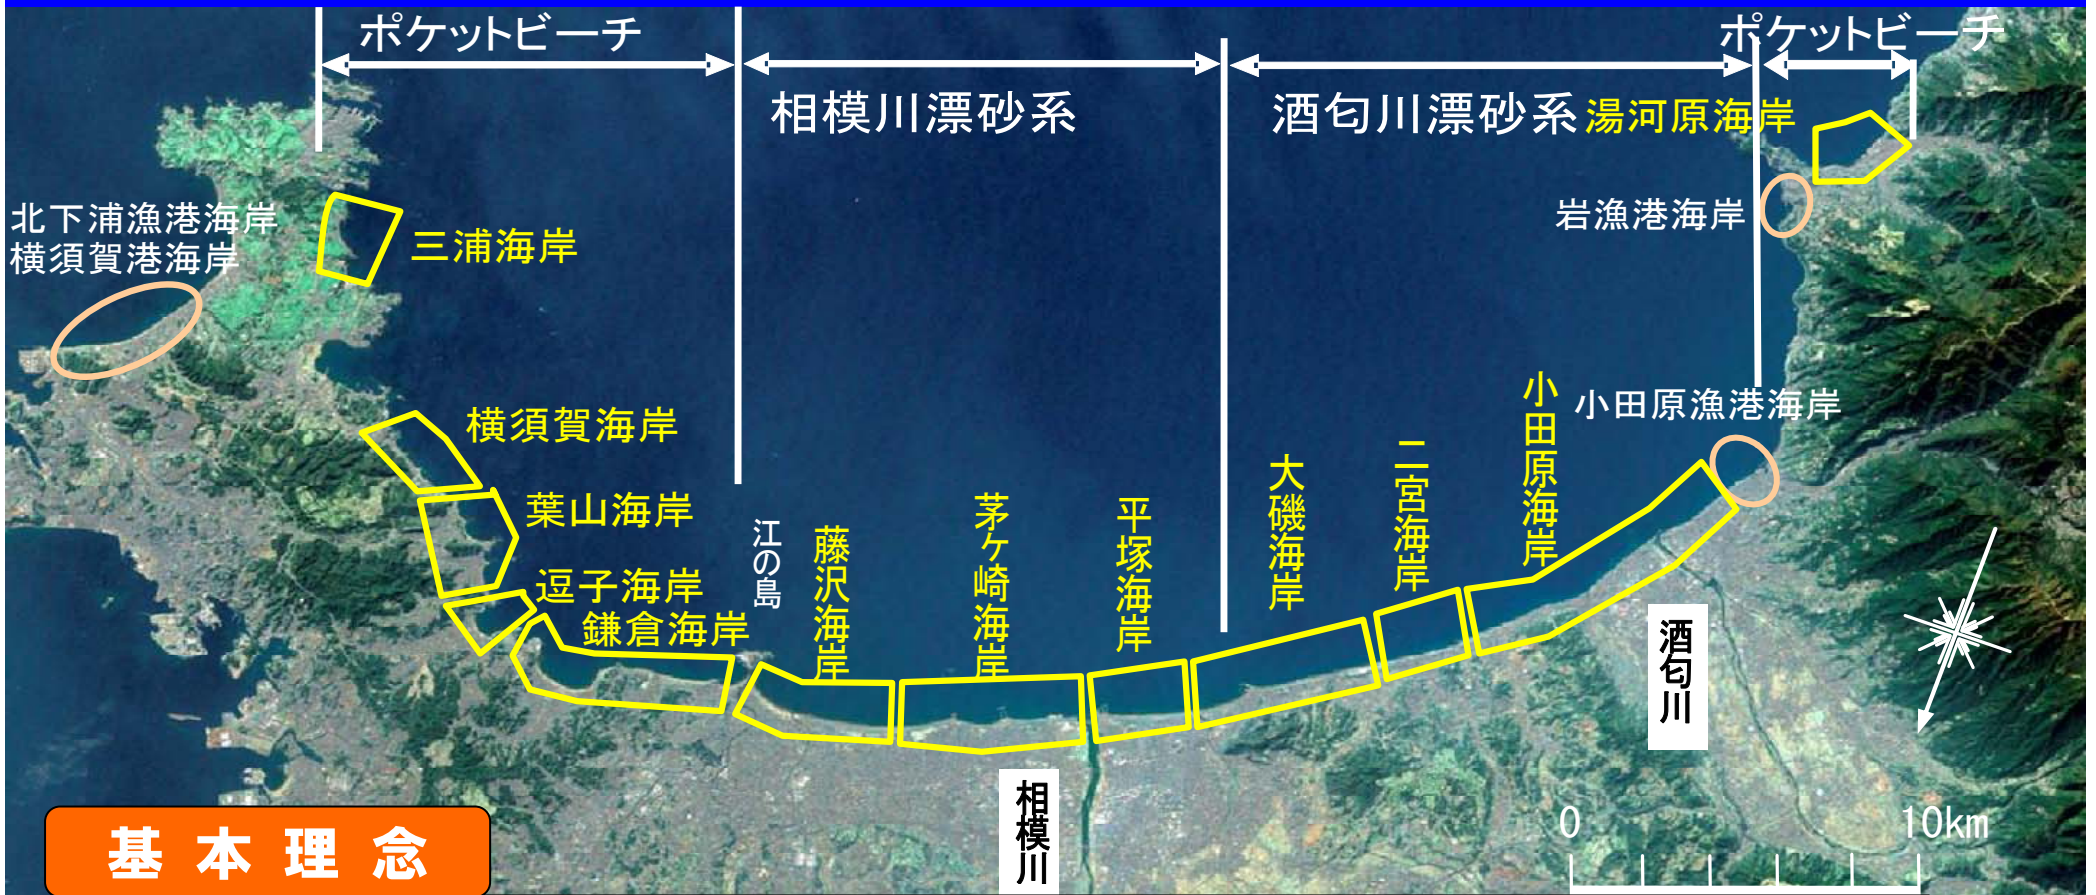 ポケットビーチ
ポケットビーチ
相模川漂砂系
酒匂川漂砂系
湯河原海岸
北下浦漁港海岸
横須賀港海岸
三浦海岸
岩漁港海岸
小田原漁港海岸
横須賀海岸
葉山海岸
逗子海岸
鎌倉海岸
江の島
藤沢海岸
茅ケ崎海岸
平塚海岸
大磯海岸
二宮海岸
小田原海岸
酒匂川
相模川
0
10km
基本理念